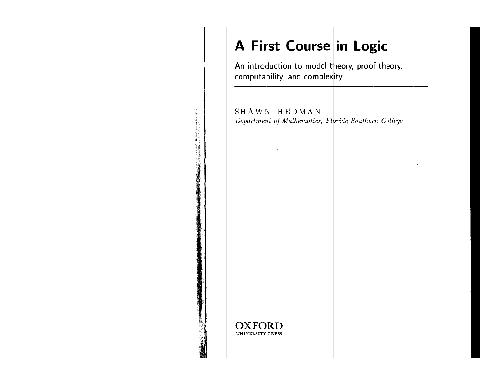 A First Course in Logic
An introduction to model theory, proof theory,
computability, and complexity
SHAWN HEDMAN
Department of Mathematics, Florida Southern College
OXFORD
UNIVERSITY PRESS